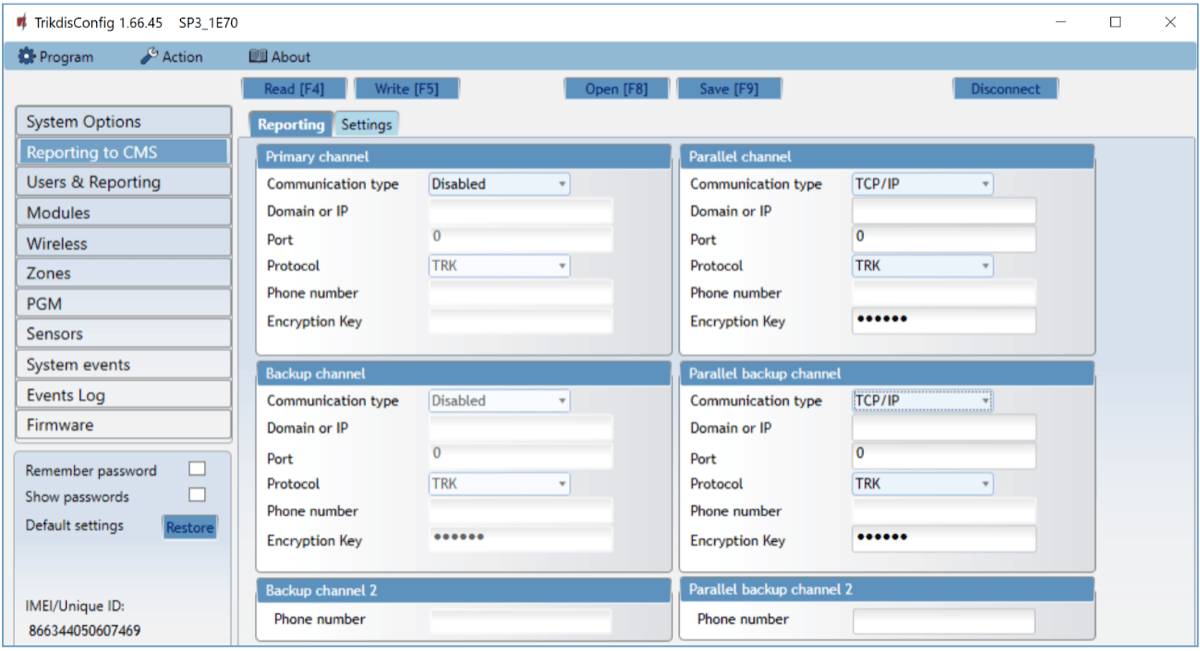 TrikdisConfig 1.66.45 SP3_1E70
Program Action About
Read [F4] Write [F5] Open [F8] Save [F9] Disconnect
System Options
Reporting to CMS
Users & Reporting
Modules
Wireless
Zones
PGM
Sensors
System events
Events Log
Firmware
Remember password
Show passwords
Default settings Restore
IMEI/Unique ID:
866344050607469
Reporting Settings
Primary channel
Communication type Disabled
Domain or IP
Port 0
Protocol TRK
Phone number
Encryption Key
Parallel channel
Communication type TCP/IP
Domain or IP
Port 0
Protocol TRK
Phone number
Encryption Key ••••••
Backup channel
Communication type Disabled
Domain or IP
Port 0
Protocol TRK
Phone number
Encryption Key ••••••
Parallel backup channel
Communication type TCP/IP
Domain or IP
Port 0
Protocol TRK
Phone number
Encryption Key ••••••
Backup channel 2
Phone number
Parallel backup channel 2
Phone number